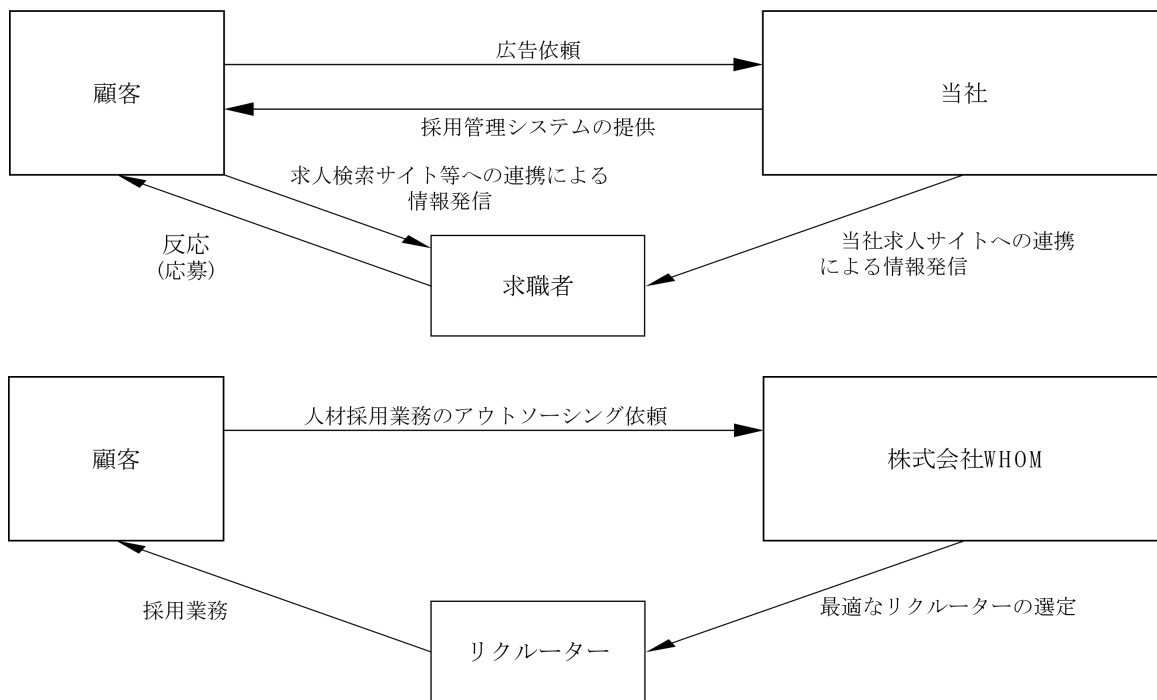 広告依頼
顧客
当社
採用管理システムの提供
求人検索サイト等への連携による
情報発信
反応
(応募)
当社求人サイトへの連携
による情報発信
求職者
人材採用業務のアウトソーシング依頼
顧客
株式会社WHOM
採用業務
最適なリクルーターの選定
リクルーター